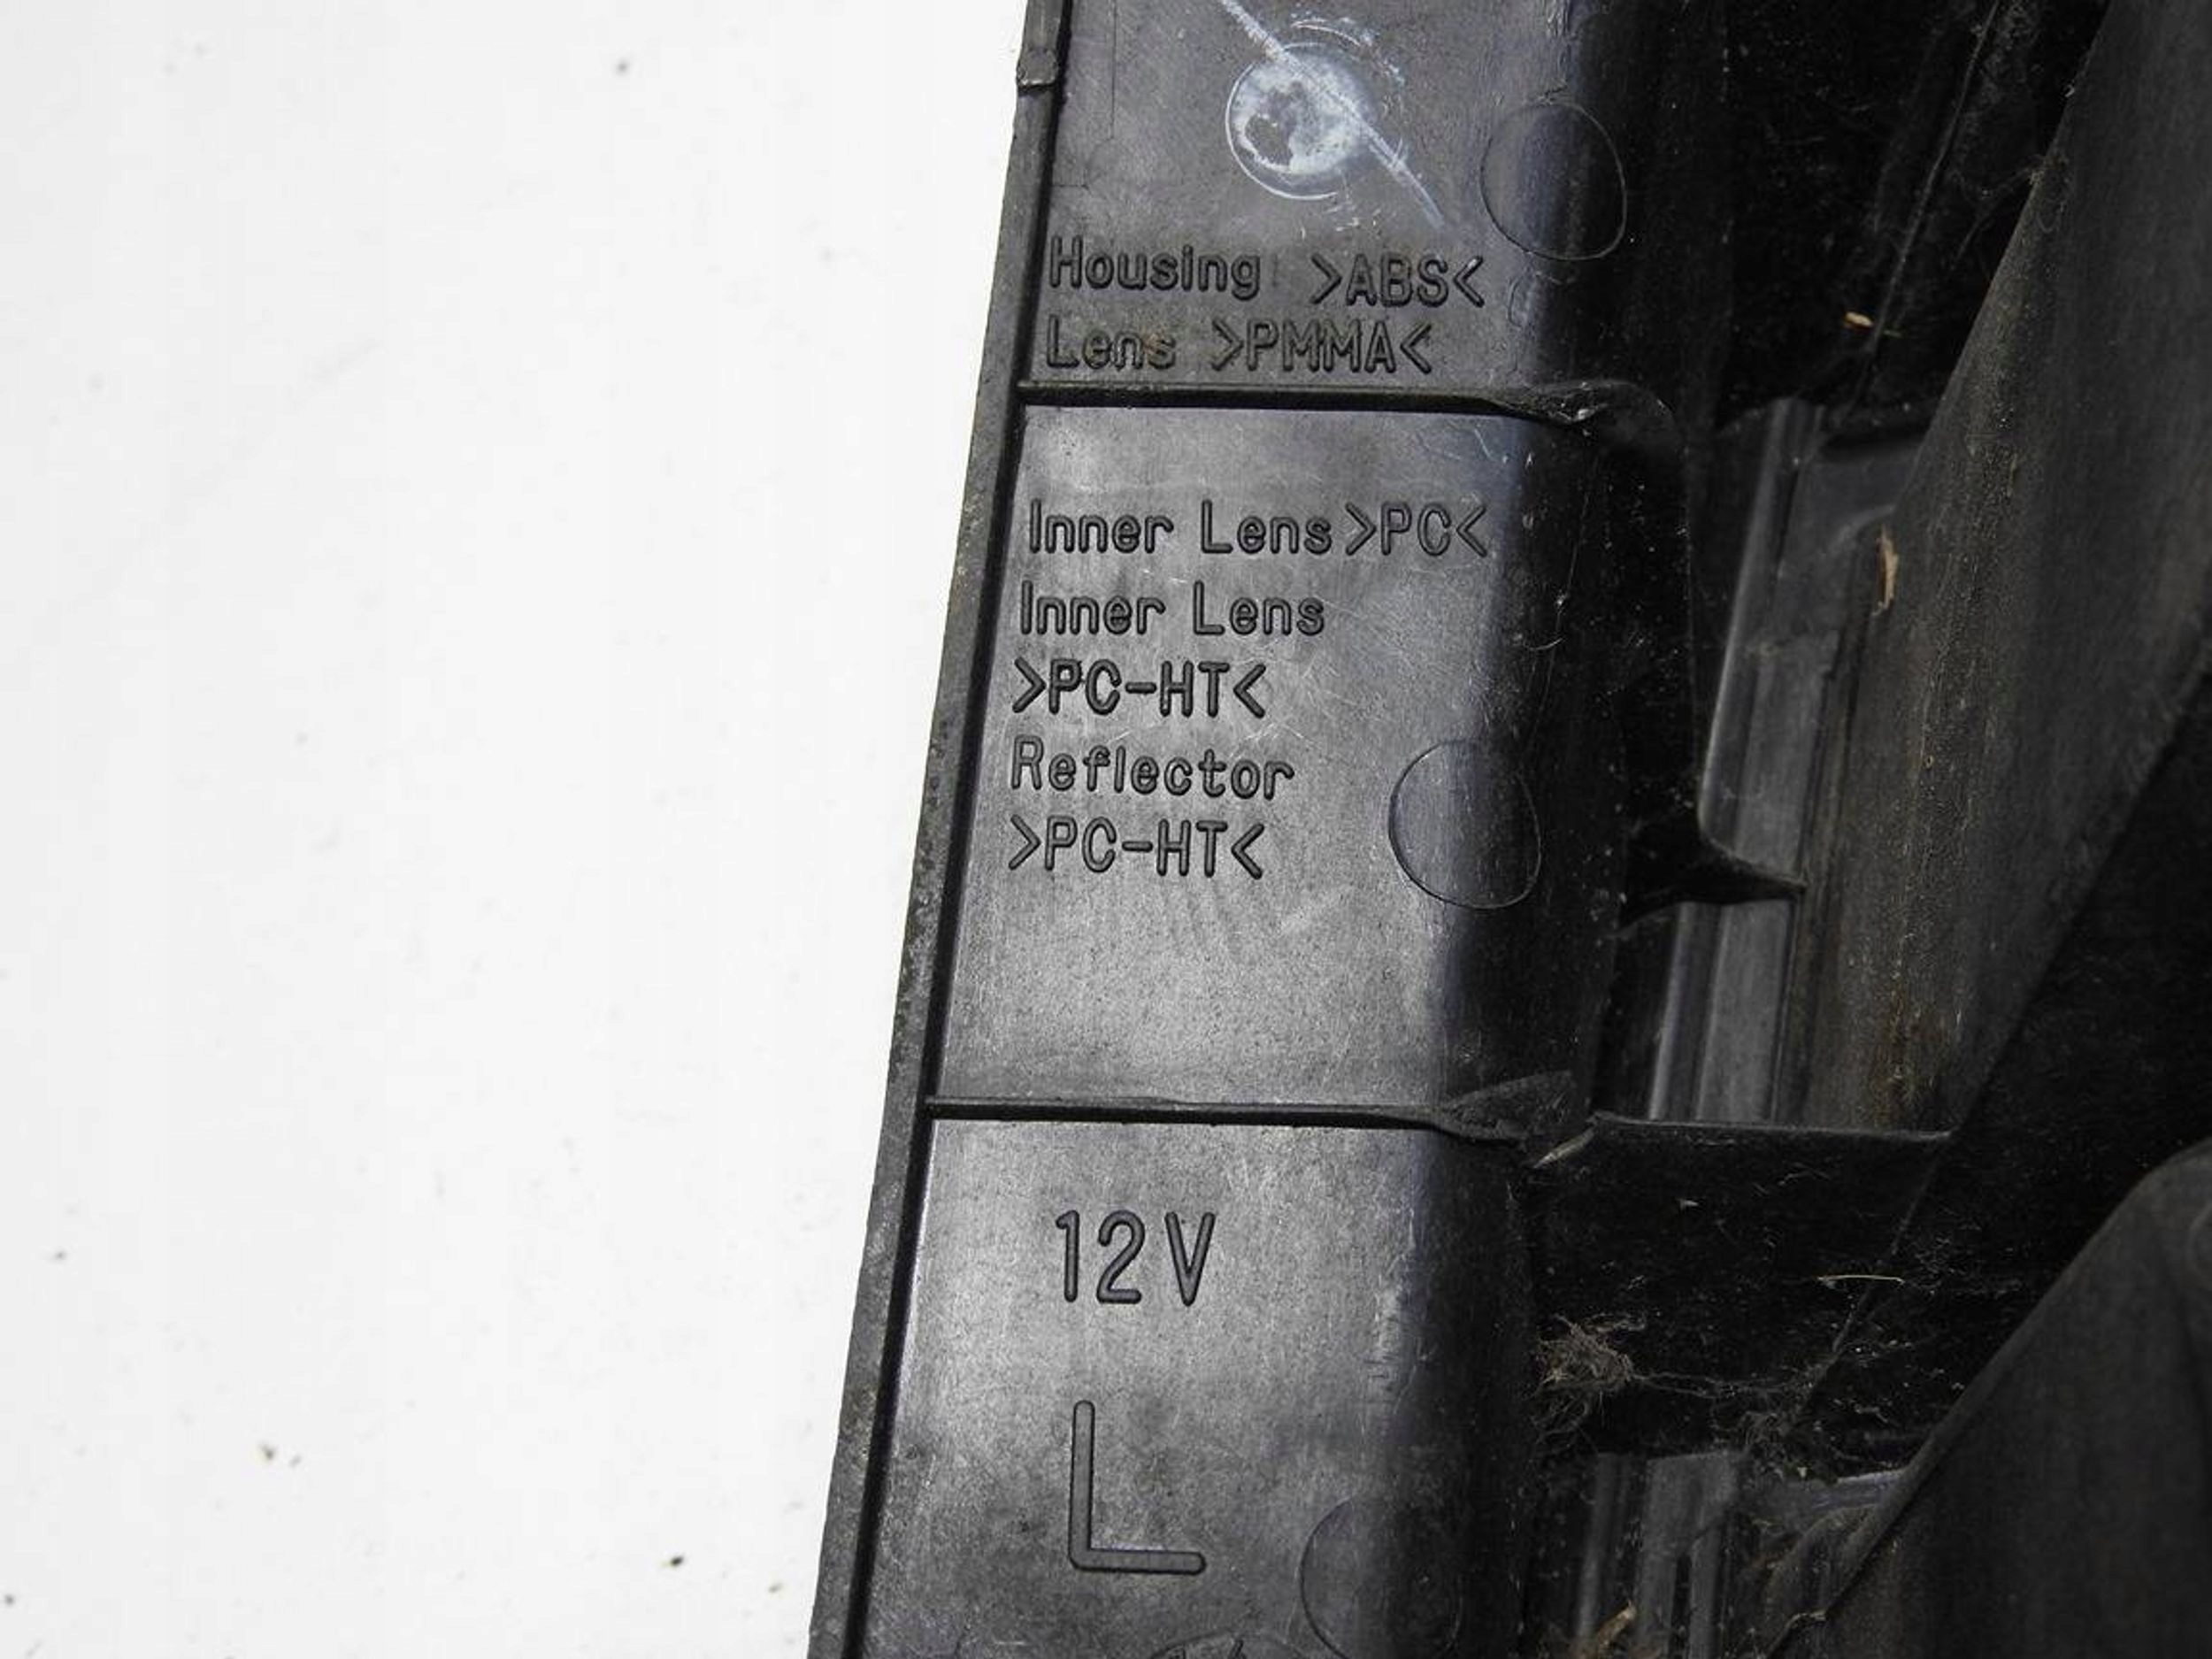 Housing >ABS<
Lens >PMMA<
Inner Lens >PC<
Inner Lens
>PC-HT<
Reflector
>PC-HT<
12V
L